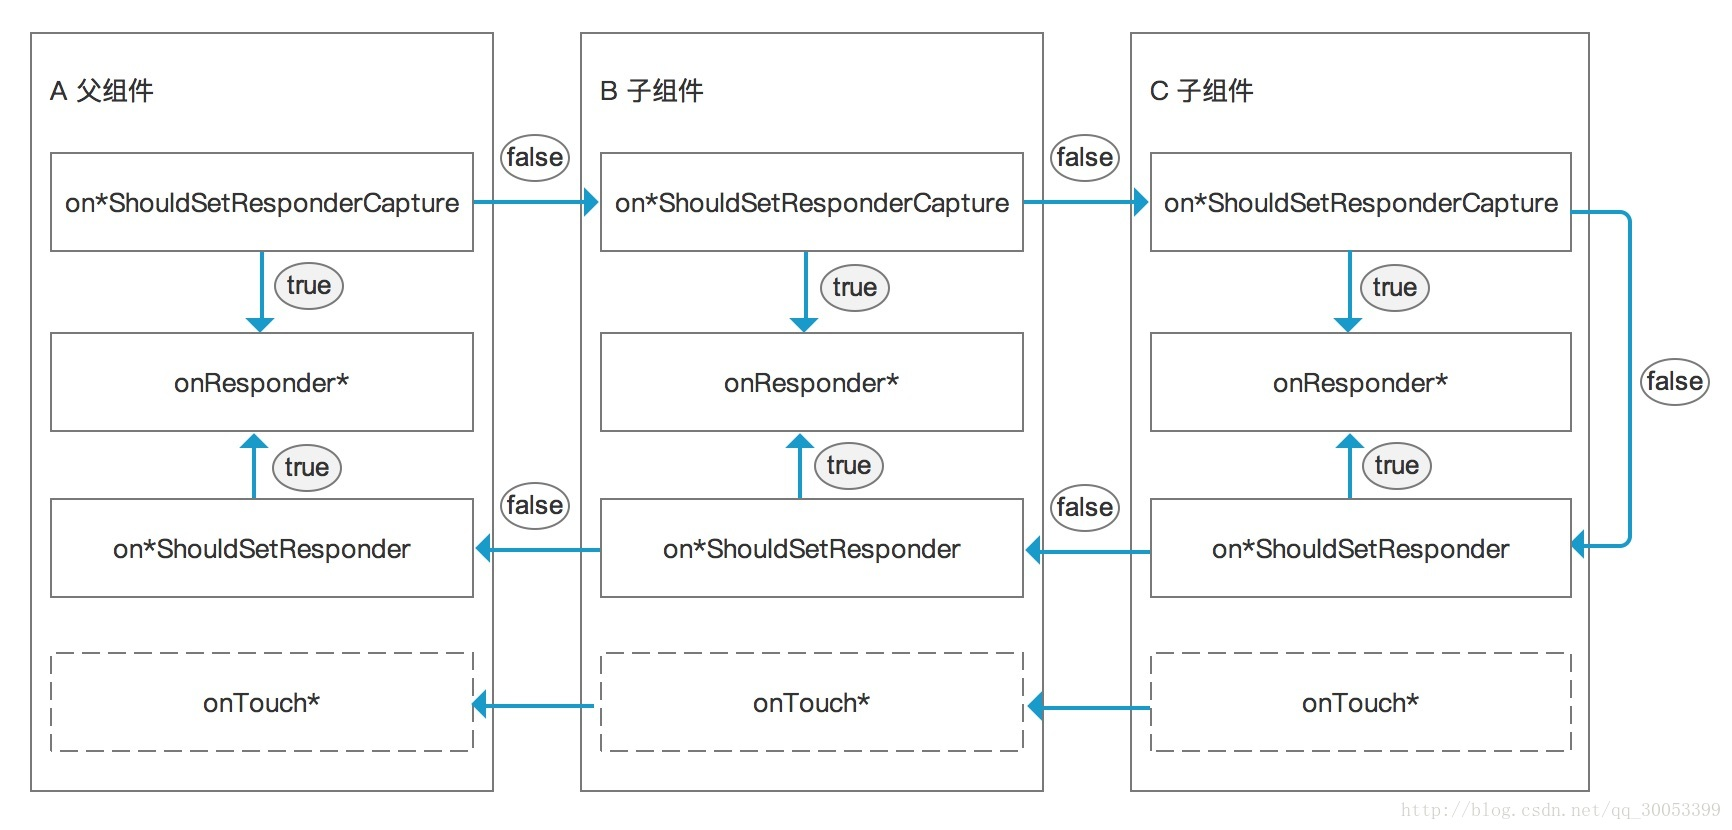 A 父组件
B 子组件
C 子组件
false
false
on*ShouldSetResponderCapture
on*ShouldSetResponderCapture
on*ShouldSetResponderCapture
true
true
true
onResponder*
onResponder*
onResponder*
false
true
true
true
false
false
on*ShouldSetResponder
on*ShouldSetResponder
on*ShouldSetResponder
onTouch*
onTouch*
onTouch*
http://blog.csdn.net/qq_30053399